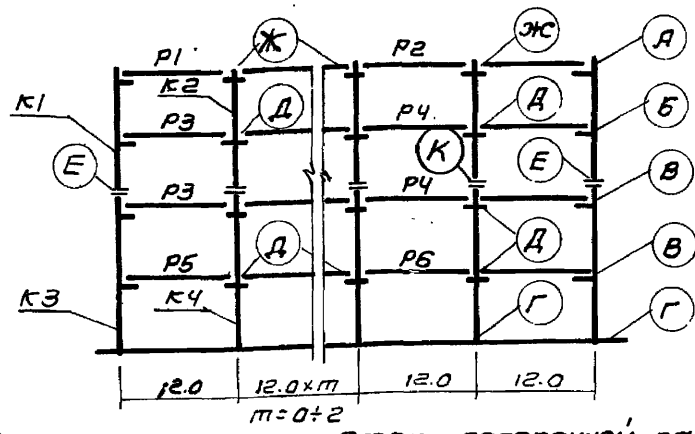 Р1 Ж Р2 Ж А
К1 К2
Р3 Д Р4 Д Б
Е К Е
Р3 Р4 В
Р5 Д Р6 Д В
К3 К4 Г Г
12.0 12.0×m 12.0 12.0
m=0÷2